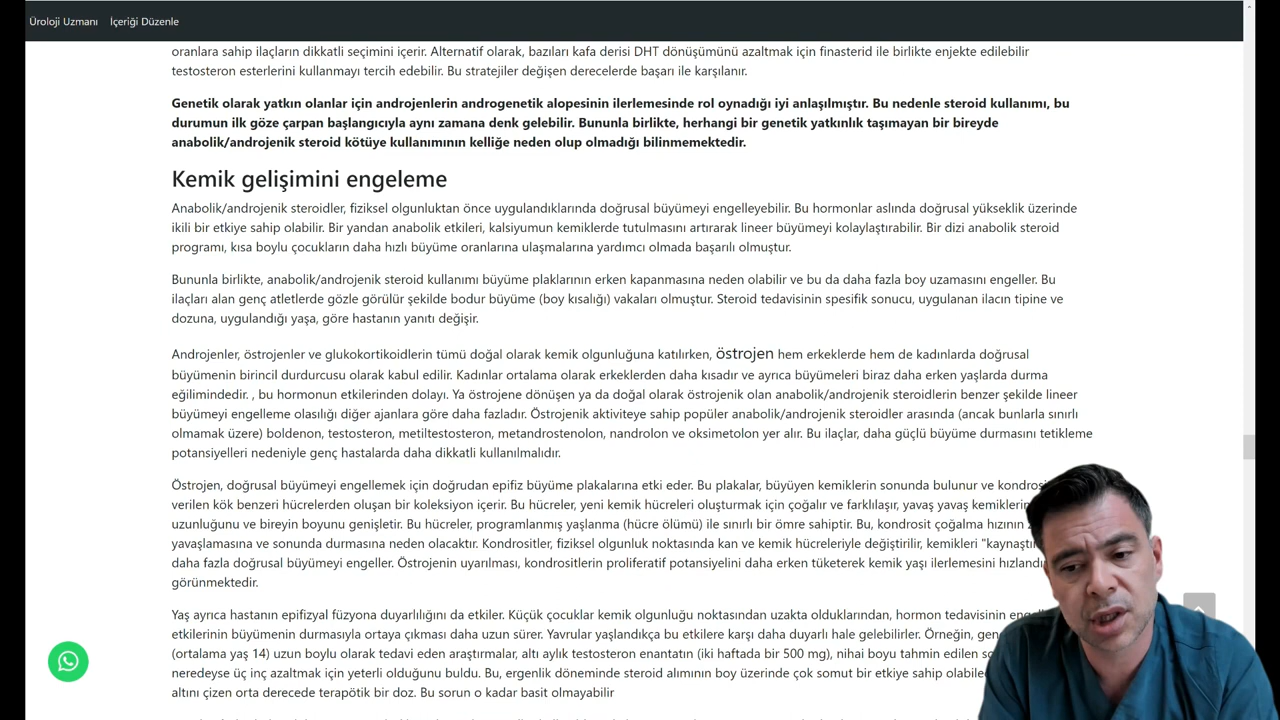 Üroloji Uzmanı İçeriği Düzenle
oranlara sahip ilaçların dikkatli seçimini içerir. Alternatif olarak, bazıları kafa derisi DHT dönüşümünü azaltmak için finasterid ile birlikte enjekte edilebilir
testosteron esterlerini kullanmayı tercih edebilir. Bu stratejiler değişen derecelerde başarı ile karşılanır.
Genetik olarak yatkın olanlar için androjenlerin androgenetik alopesinin ilerlemesinde rol oynadığı iyi anlaşılmıştır. Bu nedenle steroid kullanımı, bu
durumun ilk göze çarpan başlangıcıyla aynı zamana denk gelebilir. Bununla birlikte, herhangi bir genetik yatkınlık taşımayan bir bireyde
anabolik/androjenik steroid kötüye kullanımının kelliğe neden olup olmadığı bilinmemektedir.
Kemik gelişimini engeleme
Anabolik/androjenik steroidler, fiziksel olgunluktan önce uygulandıklarında doğrusal büyümeyi engelleyebilir. Bu hormonlar aslında doğrusal yükseklik üzerinde
ikili bir etkiye sahip olabilir. Bir yandan anabolik etkileri, kalsiyumun kemiklerde tutulmasını artırarak lineer büyümeyi kolaylaştırabilir. Bir dizi anabolik steroid
programı, kısa boylu çocukların daha hızlı büyüme oranlarına ulaşmalarına yardımcı olmada başarılı olmuştur.
Bununla birlikte, anabolik/androjenik steroid kullanımı büyüme plaklarının erken kapanmasına neden olabilir ve bu da daha fazla boy uzamasını engeller. Bu
ilaçları alan genç atletlerde gözle görülür şekilde bodur büyüme (boy kısalığı) vakaları olmuştur. Steroid tedavisinin spesifik sonucu, uygulanan ilacın tipine ve
dozuna, uygulandığı yaşa, göre hastanın yanıtı değişir.
Androjenler, östrojenler ve glukokortikoidlerin tümü doğal olarak kemik olgunluğuna katılırken, östrojen hem erkeklerde hem de kadınlarda doğrusal
büyümenin birincil durdurcusu olarak kabul edilir. Kadınlar ortalama olarak erkeklerden daha kısadır ve ayrıca büyümeleri biraz daha erken yaşlarda durma
eğilimindedir. , bu hormonun etkilerinden dolayı. Ya östrojene dönüşen ya da doğal olarak östrojenik olan anabolik/androjenik steroidlerin benzer şekilde lineer
büyümeyi engelleme olasılığı diğer ajanlara göre daha fazladır. Östrojenik aktiviteye sahip popüler anabolik/androjenik steroidler arasında (ancak bunlarla sınırlı
olmamak üzere) boldenon, testosteron, metiltestosteron, metandrostenolon, nandrolon ve oksimetolon yer alır. Bu ilaçlar, daha güçlü büyüme durmasını tetikleme
potansiyelleri nedeniyle genç hastalarda daha dikkatli kullanılmalıdır.
Östrojen, doğrusal büyümeyi engellemek için doğrudan epifiz büyüme plakalarına etki eder. Bu plakalar, büyüyen kemiklerin sonunda bulunur ve
verilen kök benzeri hücrelerden oluşan bir koleksiyon içerir. Bu hücreler, yeni kemik hücreleri oluşturmak için çoğalır ve farklılaşır, yavaş yavaş
uzunluğunu ve bireyin boyunu genişletir. Bu hücreler, programlanmış yaşlanma (hücre ölümü) ile sınırlı bir ömre sahiptir. Bu, kondrosit çoğalma hızının
yavaşlamasına ve sonunda durmasına neden olacaktır. Kondrositler, fiziksel olgunluk noktasında kan ve kemik hücreleriyle değiştirilir, kemikleri
daha fazla doğrusal büyümeyi engeller. Östrojenin uyarılması, kondrositlerin proliferatif potansiyelini daha erken tüketerek kemik yaşı ilerlemesini
görünmektedir.
Yaş ayrıca hastanın epifizyal füzyona duyarlılığını da etkiler. Küçük çocuklar kemik olgunluğu noktasından uzakta olduklarından, hormon tedavisinin
etkilerinin büyümenin durmasıyla ortaya çıkması daha uzun sürer. Yavrular yaşlandıkça bu etkilere karşı daha duyarlı hale gelebilirler. Örneğin,
(ortalama yaş 14) uzun boylu olarak tedavi eden araştırmalar, altı aylık testosteron enantatın (iki haftada bir 500 mg), nihai boyu tahmin edilen
neredeyse üç inç azaltmak için yeterli olduğunu buldu. Bu, ergenlik döneminde steroid alımının boy üzerinde çok somut bir etkiye sahip
altını çizen orta derecede terapötik bir doz. Bu sorun o kadar basit olmayabilir